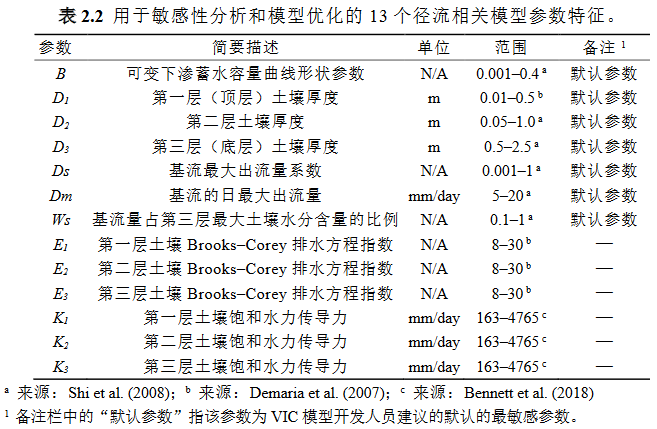 表 2.2 用于敏感性分析和模型优化的 13 个径流相关模型参数特征。
参数 简要描述 单位 范围 备注 ¹
B 可变下渗蓄水容量曲线形状参数 N/A 0.001–0.4 ᵃ 默认参数
D₁ 第一层（顶层）土壤厚度 m 0.01–0.5 ᵇ 默认参数
D₂ 第二层土壤厚度 m 0.05–1.0 ᵃ 默认参数
D₃ 第三层（底层）土壤厚度 m 0.5–2.5 ᵃ 默认参数
Ds 基流最大出流量系数 N/A 0.001–1 ᵃ 默认参数
Dm 基流的日最大出流量 mm/day 5–20 ᵃ 默认参数
Ws 基流量占第三层最大土壤水分含量的比例 N/A 0.1–1 ᵃ 默认参数
E₁ 第一层土壤 Brooks–Corey 排水方程指数 N/A 8–30 ᵇ —
E₂ 第二层土壤 Brooks–Corey 排水方程指数 N/A 8–30 ᵇ —
E₃ 第三层土壤 Brooks–Corey 排水方程指数 N/A 8–30 ᵇ —
K₁ 第一层土壤饱和水力传导力 mm/day 163–4765 ᶜ —
K₂ 第二层土壤饱和水力传导力 mm/day 163–4765 ᶜ —
K₃ 第三层土壤饱和水力传导力 mm/day 163–4765 ᶜ —
ᵃ 来源：Shi et al. (2008)；ᵇ 来源：Demaria et al. (2007)；ᶜ 来源：Bennett et al. (2018)
¹ 备注栏中的“默认参数”指该参数为 VIC 模型开发人员建议的默认的最敏感参数。